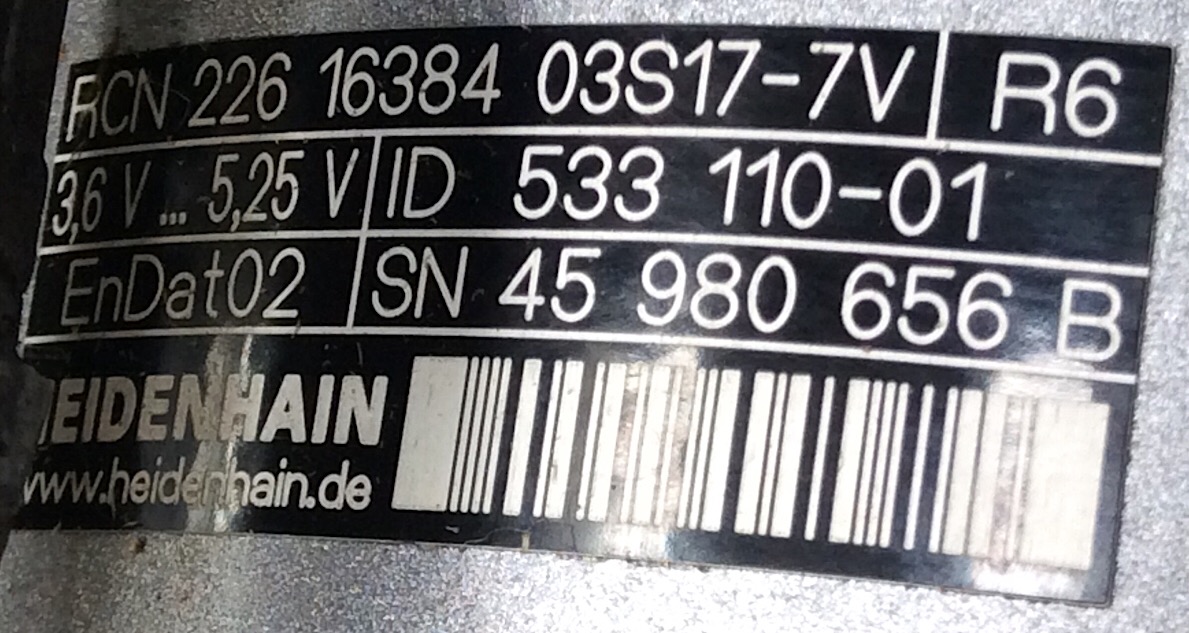 RCN 226 16384 03S17-7V R6
3,6 V ... 5,25 V ID 533 110-01
EnDat02 SN 45 980 656 B
HEIDENHAIN
www.heidenhain.de